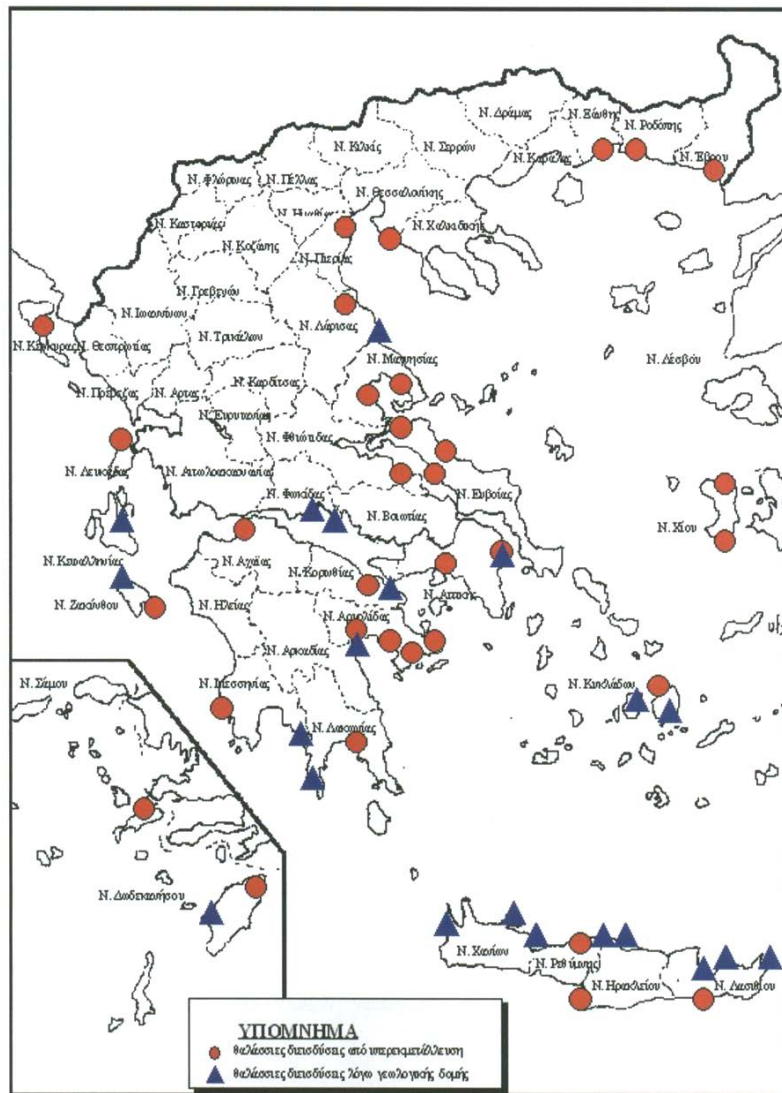 Ν. Δράμας
Ν. Ξάνθης
Ν. Ροδόπης
Ν. Κιλκίς
Ν. Σερρών
Ν. Καβάλας
Ν. Έβρου
Ν. Φλώρινας
Ν. Πέλλας
Ν. Θεσσαλονίκης
Ν. Ημαθίας
Ν. Χαλκιδικής
Ν. Καστοριάς
Ν. Κοζάνης
Ν. Πιερίας
Ν. Γρεβενών
Ν. Ιωαννίνων
Ν. Λάρισας
Ν. Τρικάλων
Ν. Κέρκυρας
Ν. Θεσπρωτίας
Ν. Μαγνησίας
Ν. Λέσβου
Ν. Πρέβεζας
Ν. Άρτας
Ν. Καρδίτσας
Ν. Ευρυτανίας
Ν. Φθιώτιδας
Ν. Λευκάδας
Ν. Αιτωλοακαρνανίας
Ν. Ευβοίας
Ν. Φωκίδας
Ν. Βοιωτίας
Ν. Χίου
Ν. Κεφαλληνίας
Ν. Αχαΐας
Ν. Κορινθίας
Ν. Αττικής
Ν. Ζακύνθου
Ν. Ηλείας
Ν. Αργολίδας
Ν. Αρκαδίας
Ν. Μεσσηνίας
Ν. Κυκλάδων
Ν. Σάμου
Ν. Λακωνίας
Ν. Δωδεκανήσου
Ν. Χανίων
Ν. Ρεθύμνης
Ν. Ηρακλείου
Ν. Λασιθίου
ΥΠΟΜΝΗΜΑ
θαλάσσιες διεισδύσεις από υπερεκμετάλλευση
θαλάσσιες διεισδύσεις λόγω γεωλογικής δομής